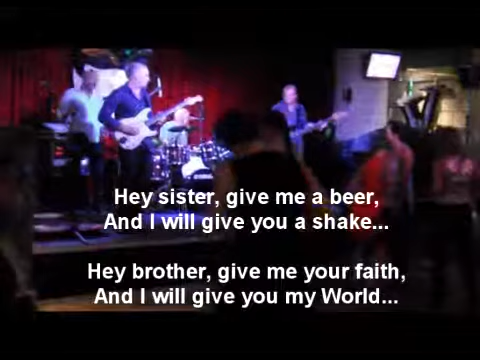 Hey sister, give me a beer,
And I will give you a shake...
Hey brother, give me your faith,
And I will give you my World...